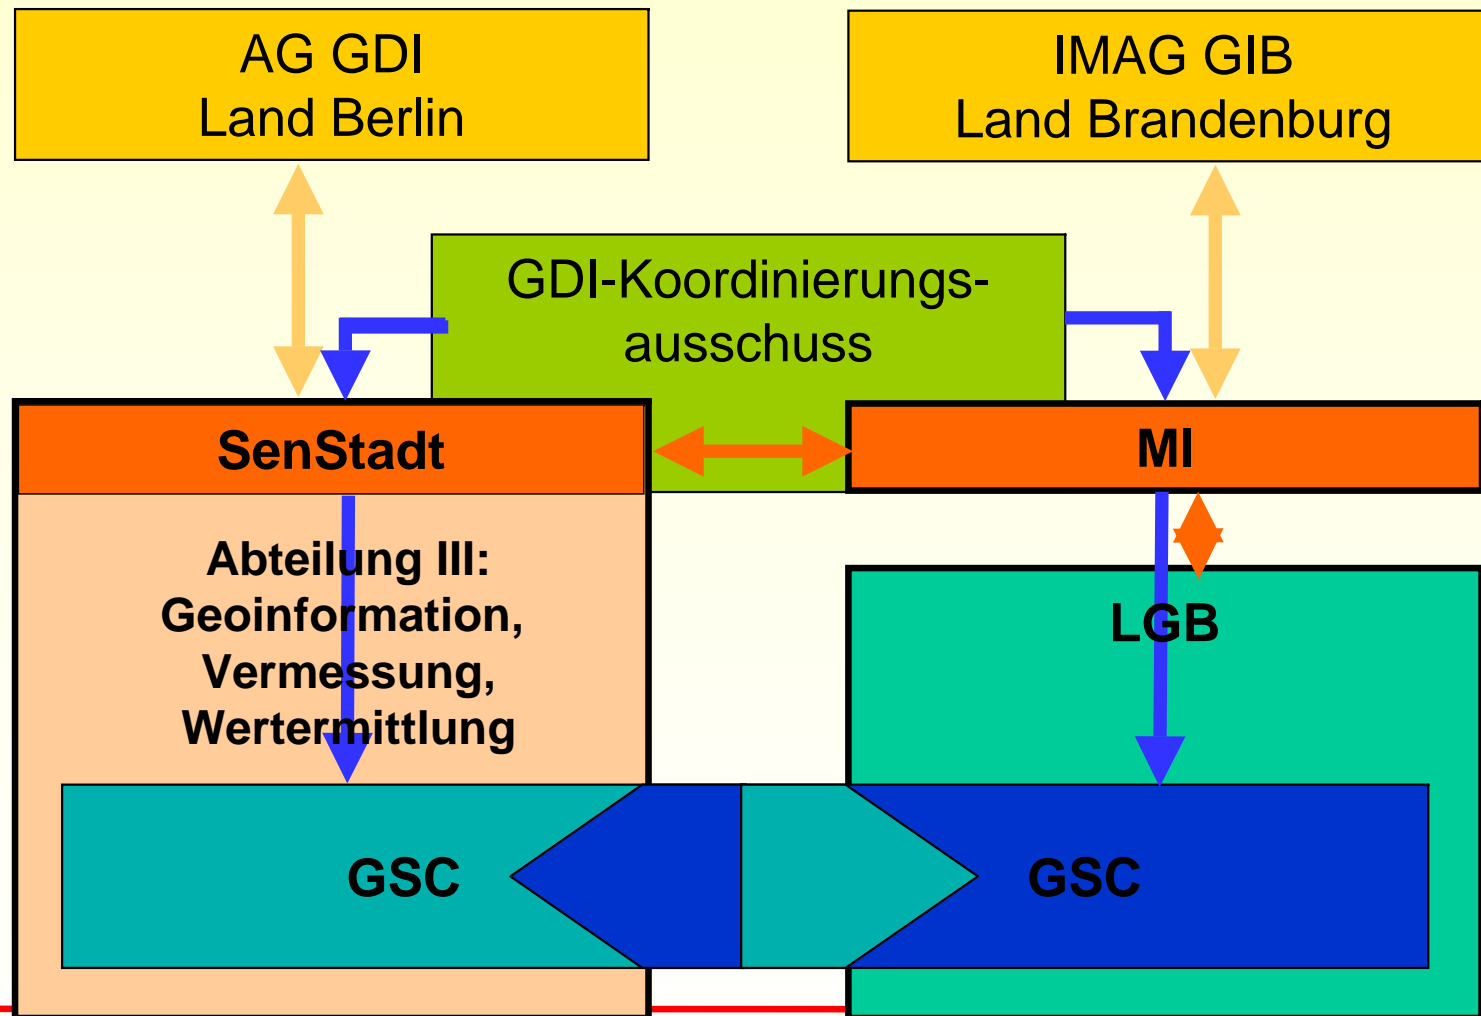 AG GDI
Land Berlin
IMAG GIB
Land Brandenburg
GDI-Koordinierungs-
ausschuss
SenStadt
MI
Abteilung III:
Geoinformation,
Vermessung,
Wertermittlung
LGB
GSC
GSC